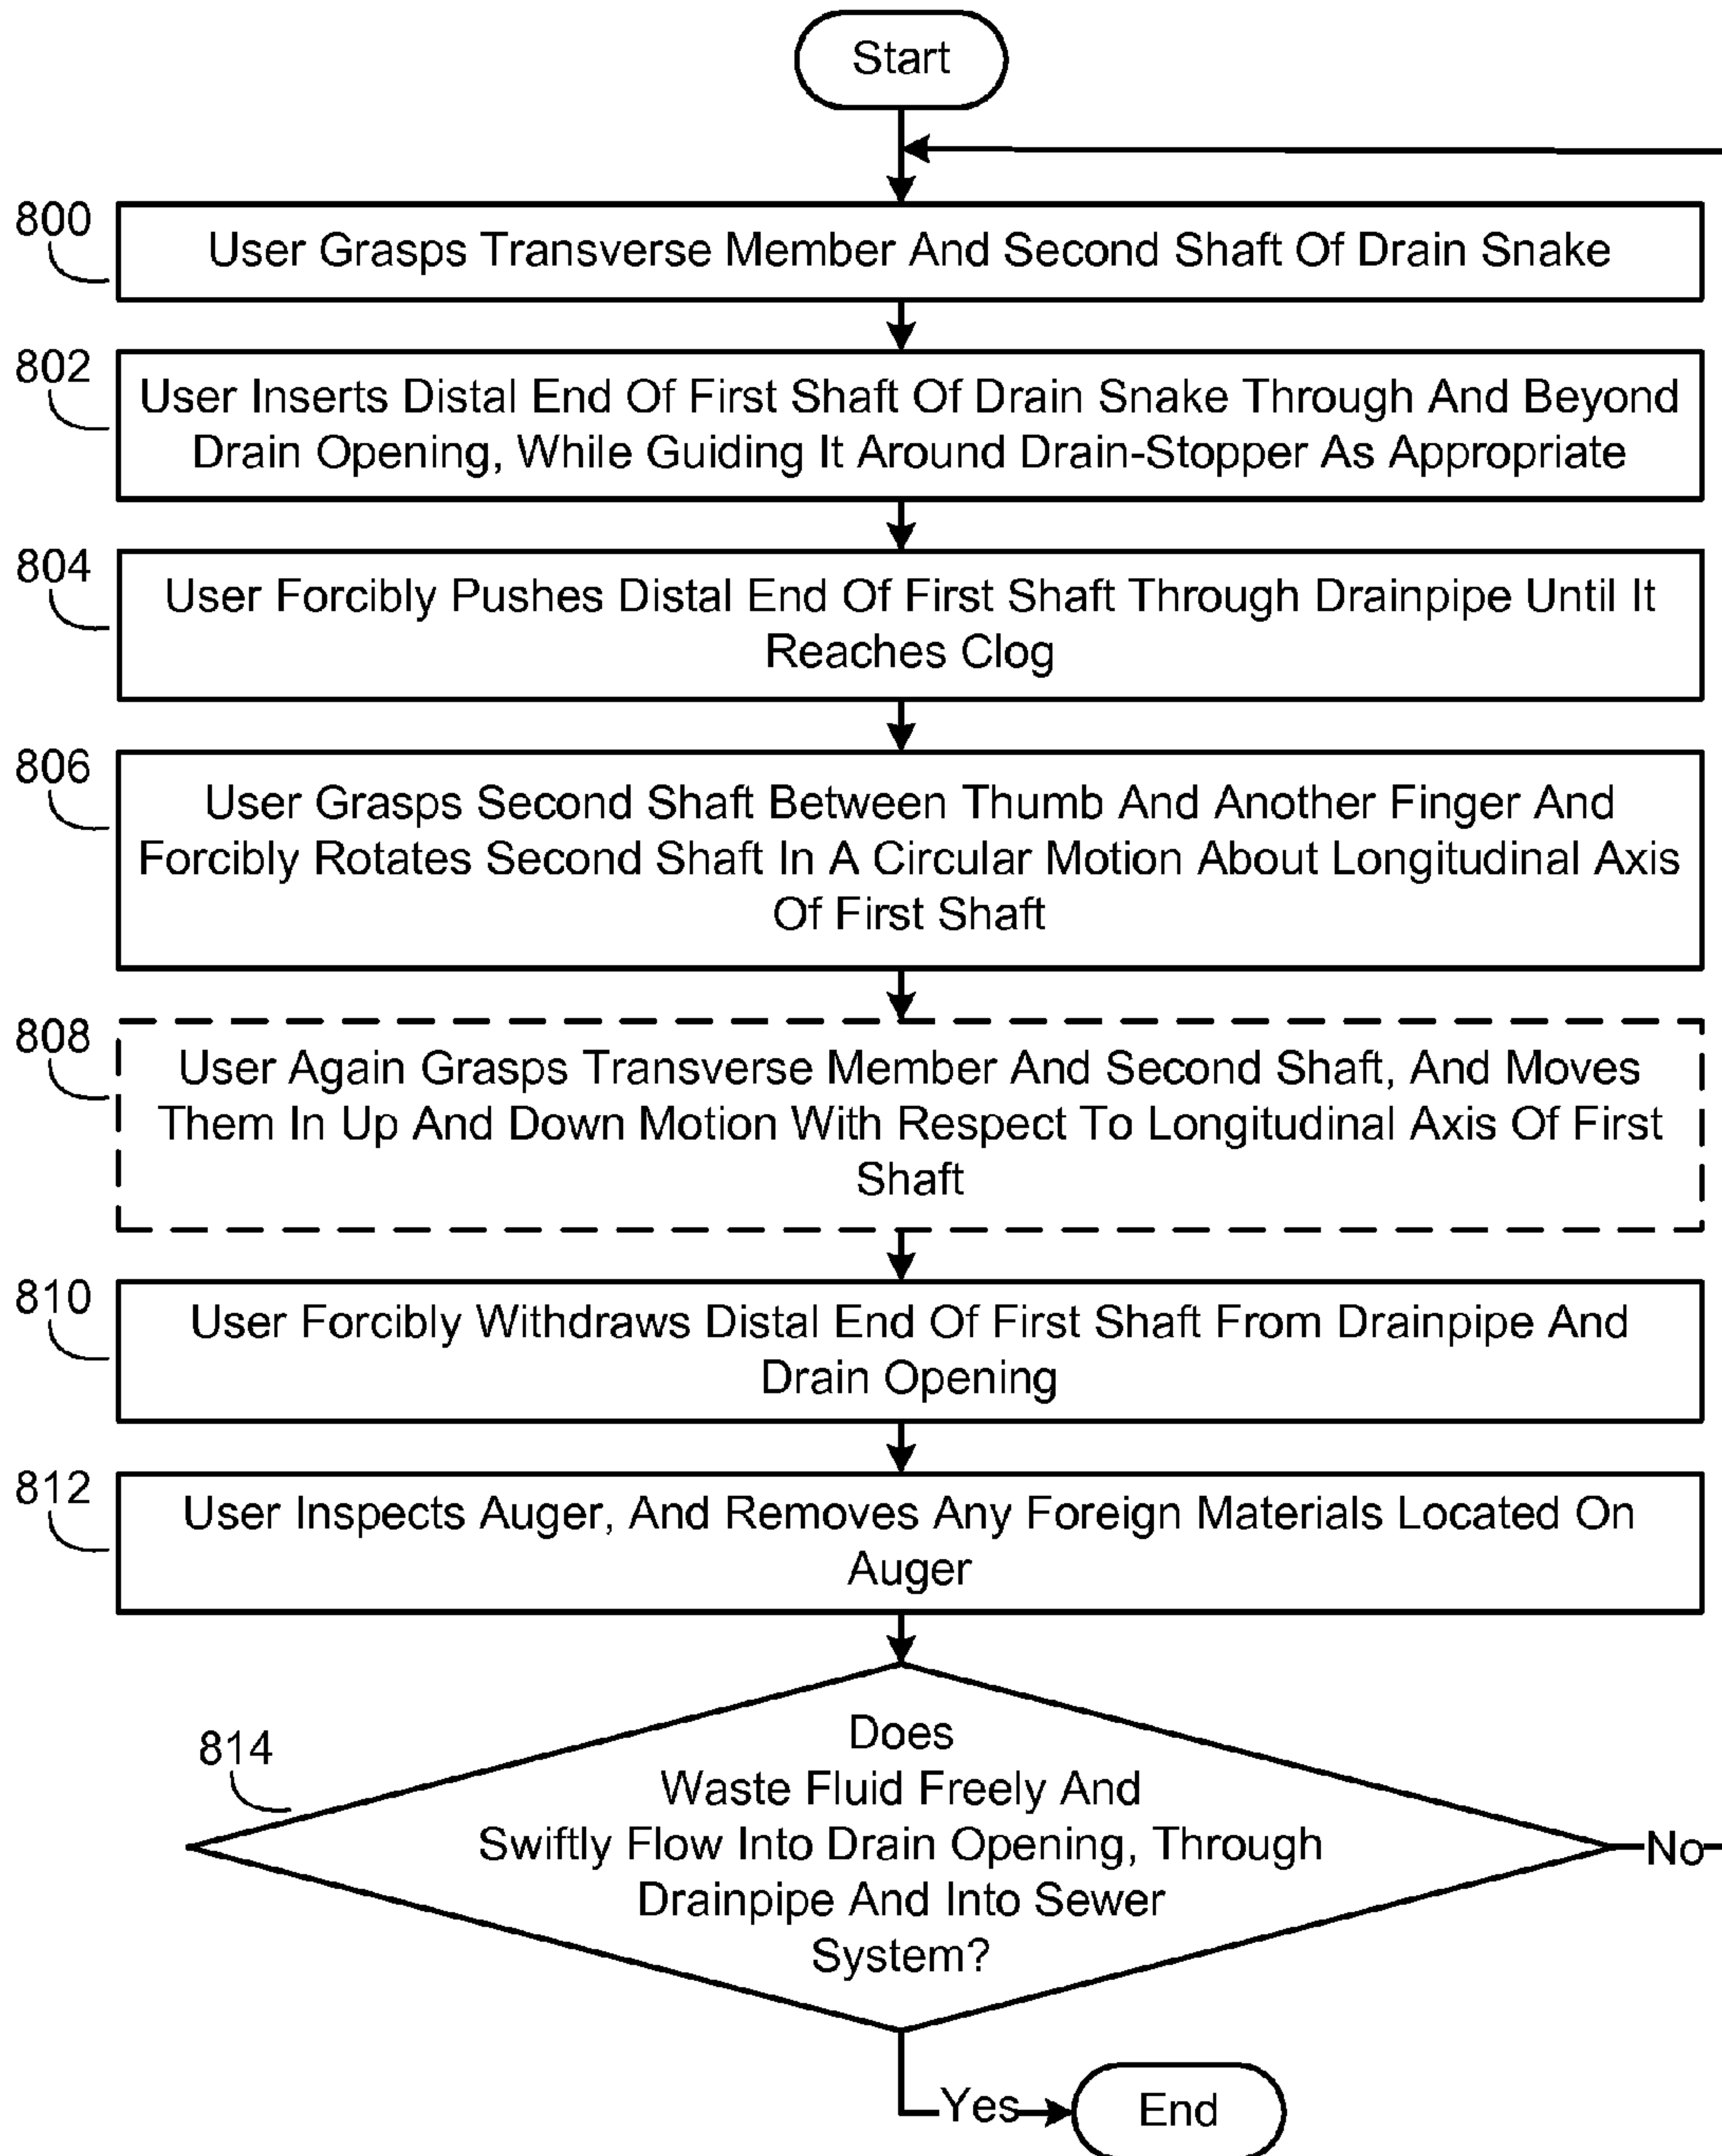 Start
800
User Grasps Transverse Member And Second Shaft Of Drain Snake
802
User Inserts Distal End Of First Shaft Of Drain Snake Through And Beyond
Drain Opening, While Guiding It Around Drain-Stopper As Appropriate
804
User Forcibly Pushes Distal End Of First Shaft Through Drainpipe Until It
Reaches Clog
806
User Grasps Second Shaft Between Thumb And Another Finger And
Forcibly Rotates Second Shaft In A Circular Motion About Longitudinal Axis
Of First Shaft
808
User Again Grasps Transverse Member And Second Shaft, And Moves
Them In Up And Down Motion With Respect To Longitudinal Axis Of First
Shaft
810
User Forcibly Withdraws Distal End Of First Shaft From Drainpipe And
Drain Opening
812
User Inspects Auger, And Removes Any Foreign Materials Located On
Auger
814
Does
Waste Fluid Freely And
Swiftly Flow Into Drain Opening, Through
Drainpipe And Into Sewer
System?
No
Yes
End